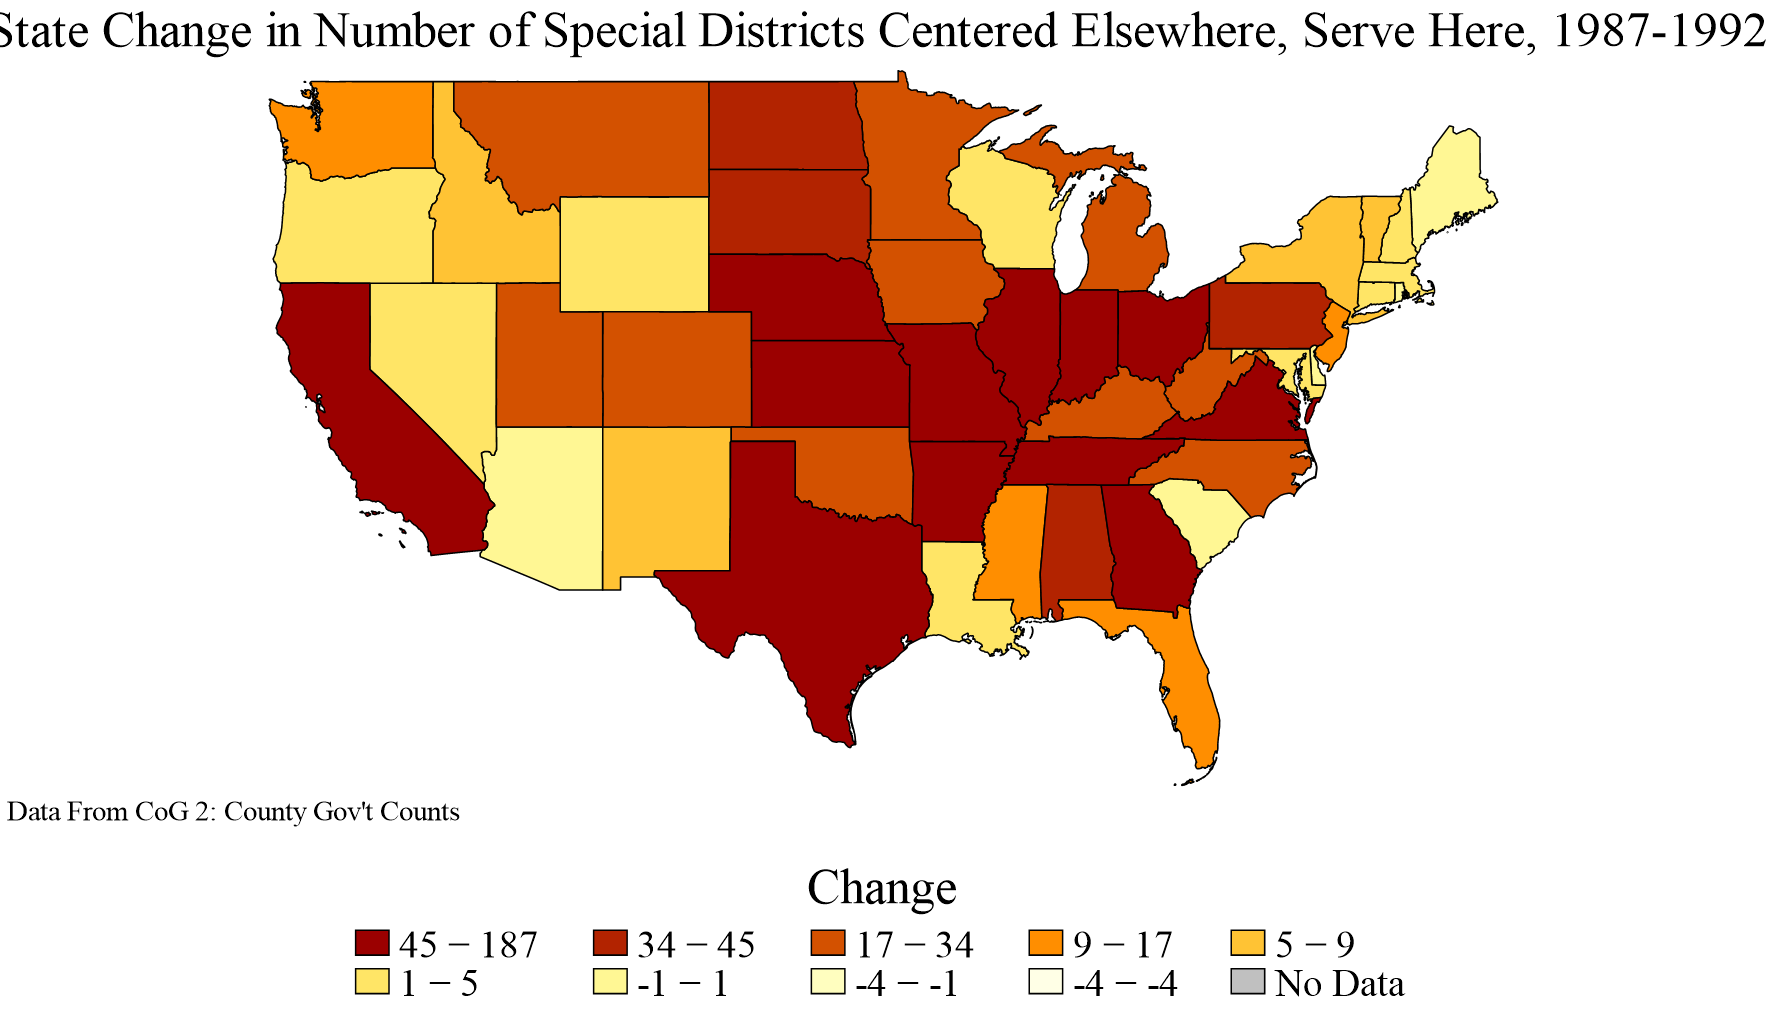 State Change in Number of Special Districts Centered Elsewhere, Serve Here, 1987-1992
Data From CoG 2: County Gov't Counts
Change
45 − 187
34 − 45
17 − 34
9 − 17
5 − 9
1 − 5
-1 − 1
-4 − -1
-4 − -4
No Data